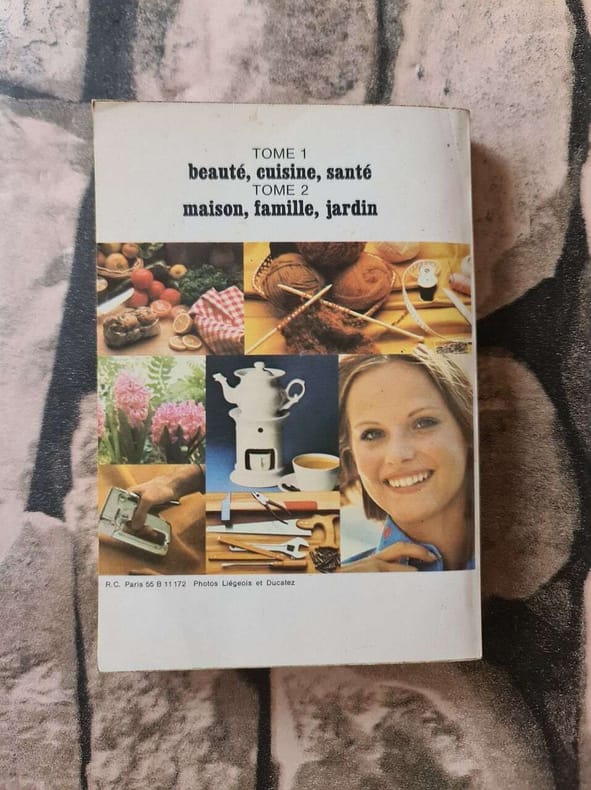 TOME 1
beauté, cuisine, santé
TOME 2
maison, famille, jardin
R.C. Paris 55 B 11 172 Photos Liégeois et Ducatez